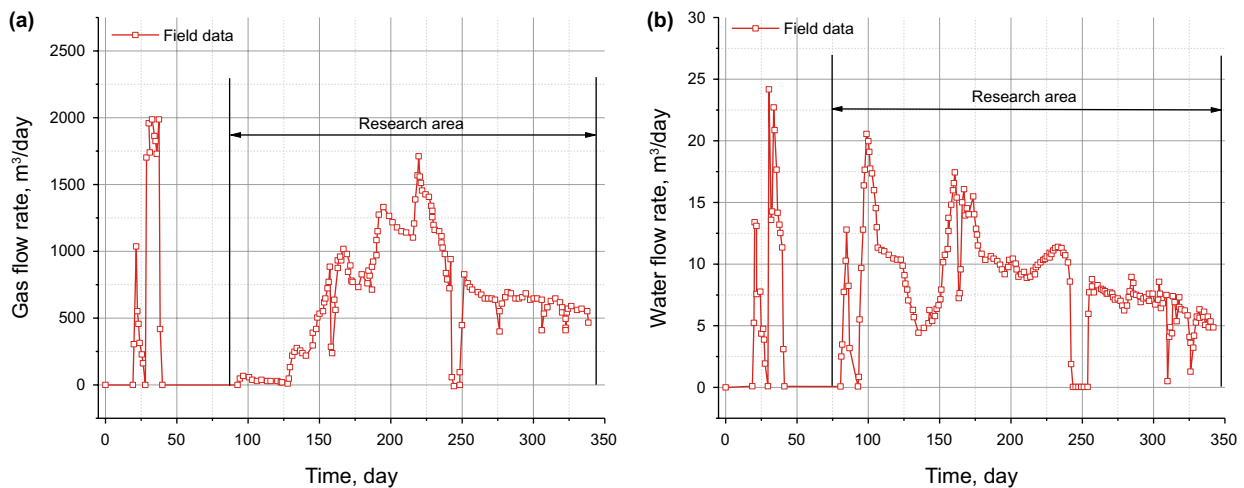 (a)
Field data
Research area
Gas flow rate, m³/day
2500
2000
1500
1000
500
0
0 50 100 150 200 250 300 350
Time, day
(b)
Field data
Research area
Water flow rate, m³/day
30
25
20
15
10
5
0
0 50 100 150 200 250 300 350
Time, day